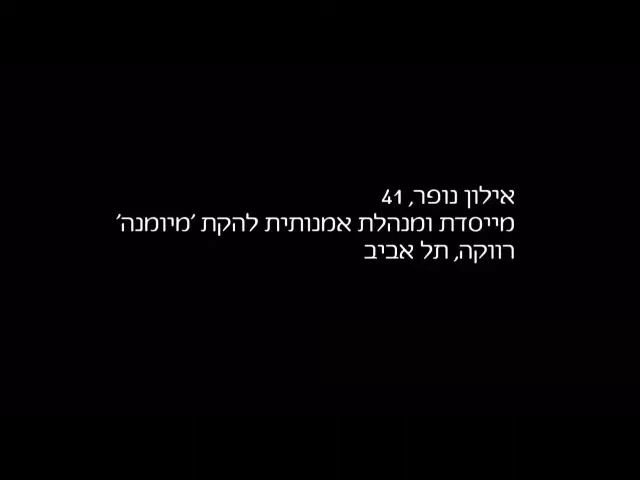 אילון נופר, 41
מייסדת ומנהלת אמנותית להקת 'מיומנה'
רווקה, תל אביב